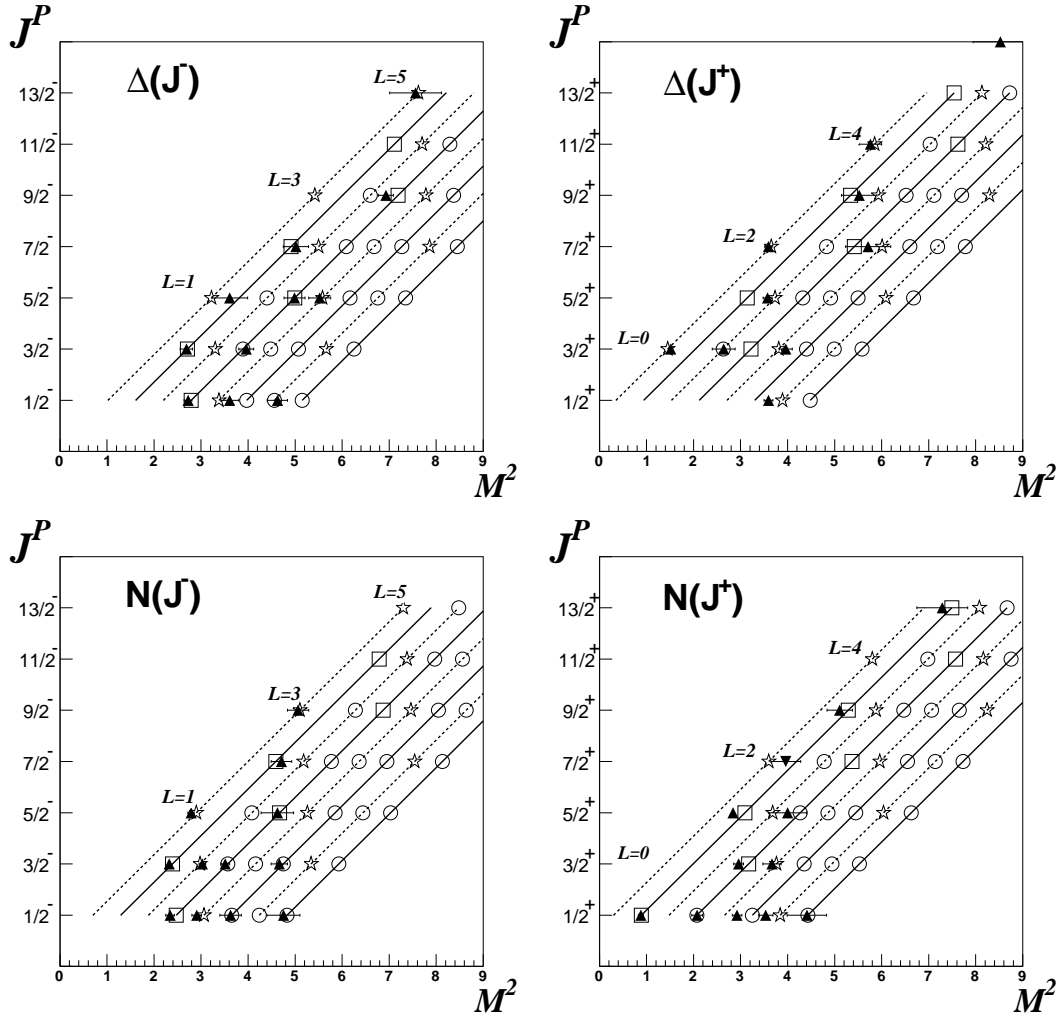 J^P
Δ(J^-)
L=5
13/2^-
11/2^-
L=3
9/2^-
7/2^-
L=1
5/2^-
3/2^-
1/2^-
0 1 2 3 4 5 6 7 8 9
M^2
J^P
Δ(J^+)
13/2^+
L=4
11/2^+
9/2^+
L=2
7/2^+
5/2^+
L=0
3/2^+
1/2^+
0 1 2 3 4 5 6 7 8 9
M^2
J^P
N(J^-)
L=5
13/2^-
11/2^-
L=3
9/2^-
7/2^-
L=1
5/2^-
3/2^-
1/2^-
0 1 2 3 4 5 6 7 8 9
M^2
J^P
N(J^+)
13/2^+
L=4
11/2^+
9/2^+
L=2
7/2^+
5/2^+
L=0
3/2^+
1/2^+
0 1 2 3 4 5 6 7 8 9
M^2